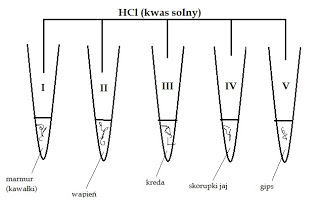 HCl (kwas solny)
I
II
III
IV
V
marmur
(kawałki)
wapień
kreda
skorupki jaj
gips